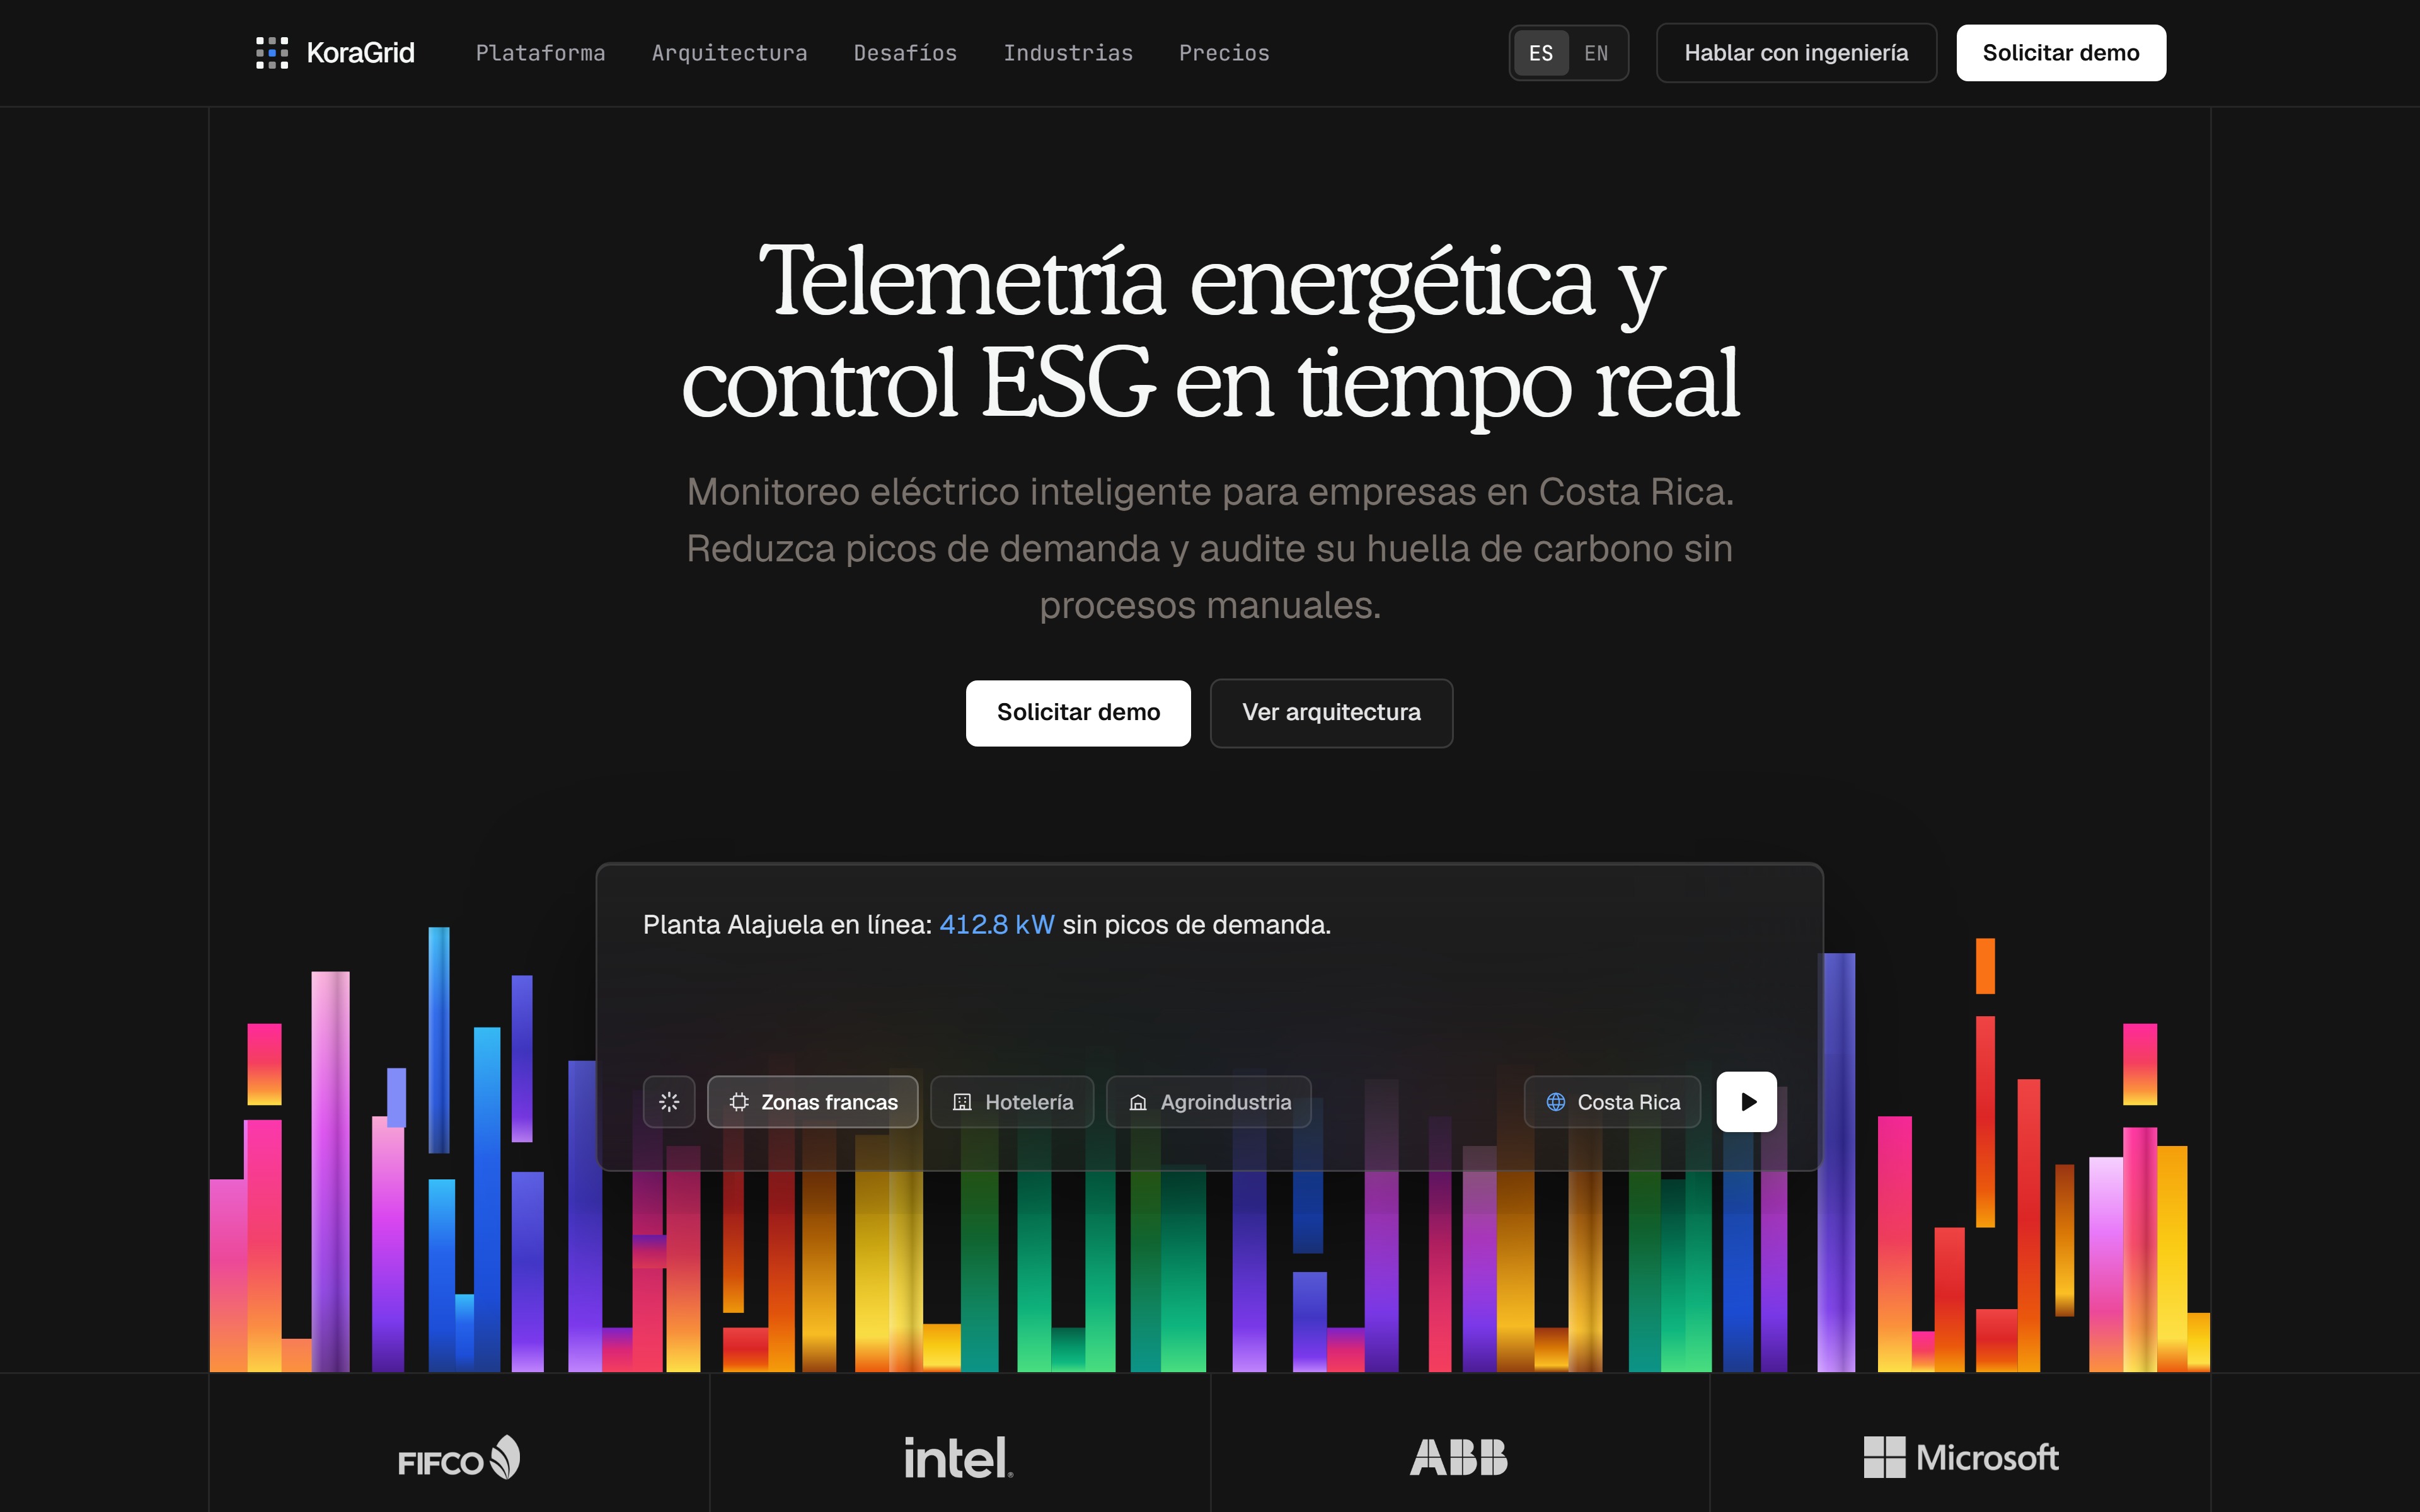 KoraGrid
Plataforma
Arquitectura
Desafíos
Industrias
Precios
ES
EN
Hablar con ingeniería
Solicitar demo
Telemetría energética y
control ESG en tiempo real
Monitoreo eléctrico inteligente para empresas en Costa Rica.
Reduzca picos de demanda y audite su huella de carbono sin
procesos manuales.
Solicitar demo
Ver arquitectura
Planta Alajuela en línea: 412.8 kW sin picos de demanda.
Zonas francas
Hotelería
Agroindustria
Costa Rica
FIFCO
intel®
ABB
Microsoft